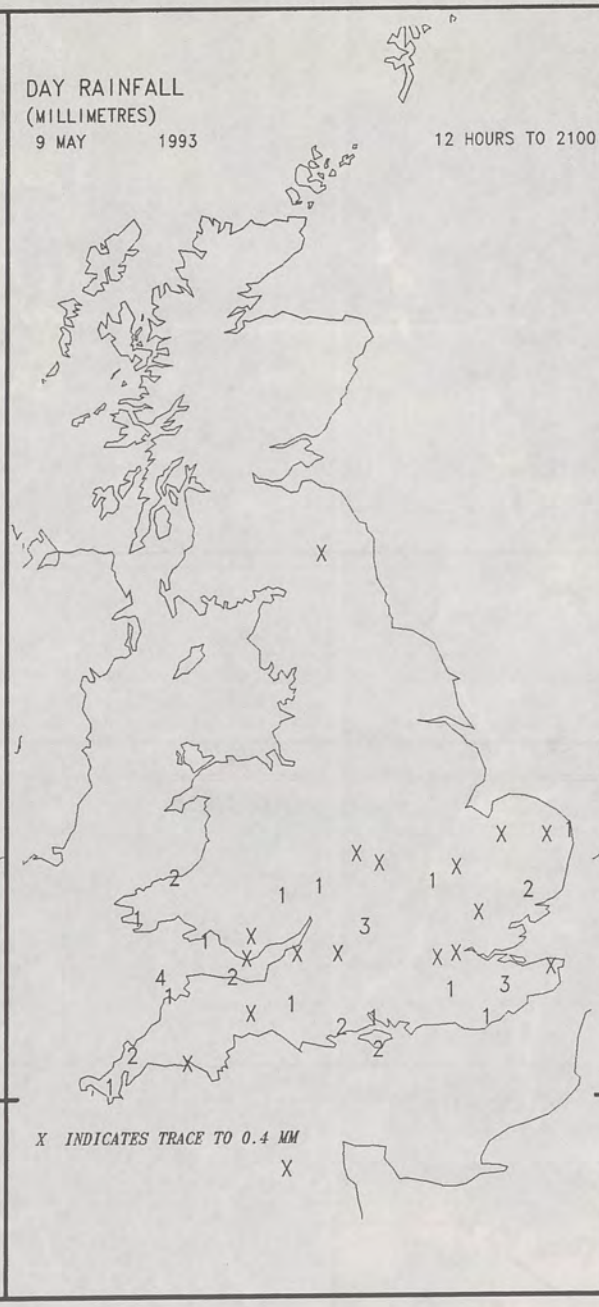 DAY RAINFALL
(MILLIMETRES)
9 MAY 1993
12 HOURS TO 2100
X
X X 1
X X 1 X 2
2 1 1
1 3 X
1 X
X X X X X X
4 2 1 3
1 X 1 1 1
2 2
2 X
1
X INDICATES TRACE TO 0.4 MM
X